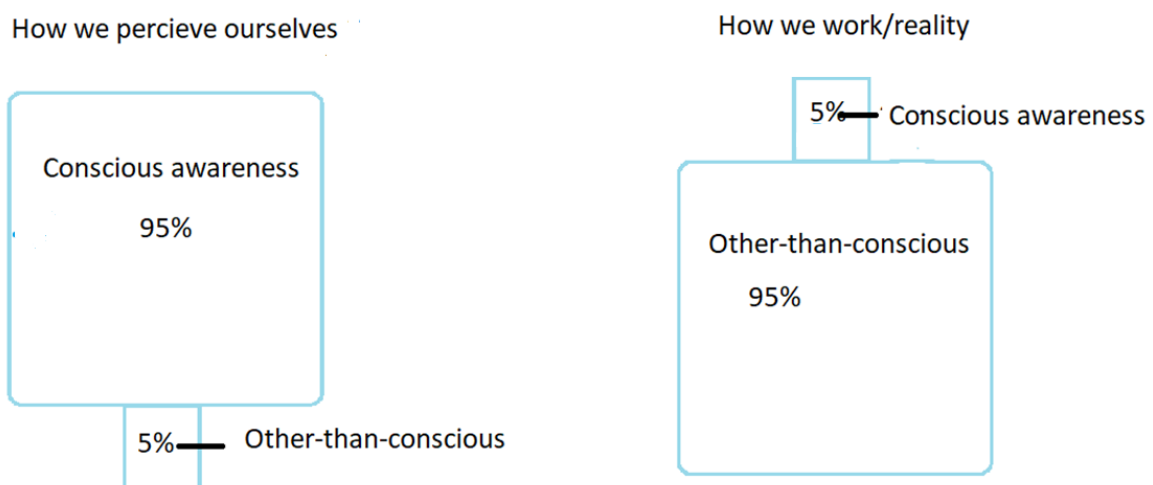 How we percieve ourselves
Conscious awareness
95%
5%
Other-than-conscious
How we work/reality
5%
Conscious awareness
Other-than-conscious
95%